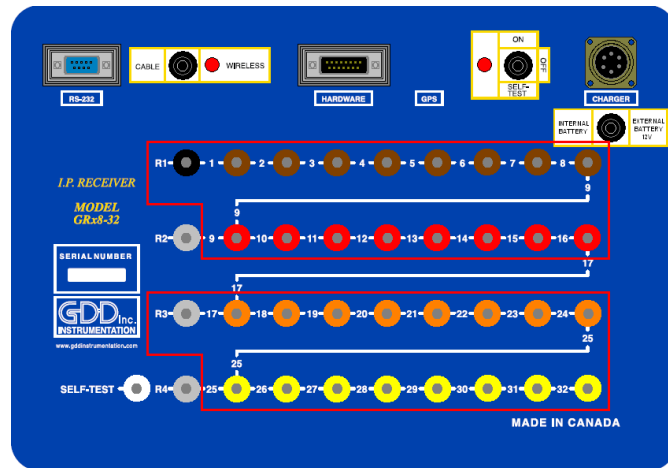 ON
OFF
CABLE
WIRELESS
SELF-
TEST
RS-232
HARDWARE
GPS
CHARGER
INTERNAL
BATTERY
EXTERNAL
BATTERY
12V
R1 1 2 3 4 5 6 7 8
9
I.P. RECEIVER
MODEL
GRx8-32
9
R2 9 10 11 12 13 14 15 16
17
SERIAL NUMBER
17
R3 17 18 19 20 21 22 23 24
GDD Inc.
INSTRUMENTATION
25
www.gddinstrumentation.com
25
SELF-TEST R4 25 26 27 28 29 30 31 32
MADE IN CANADA